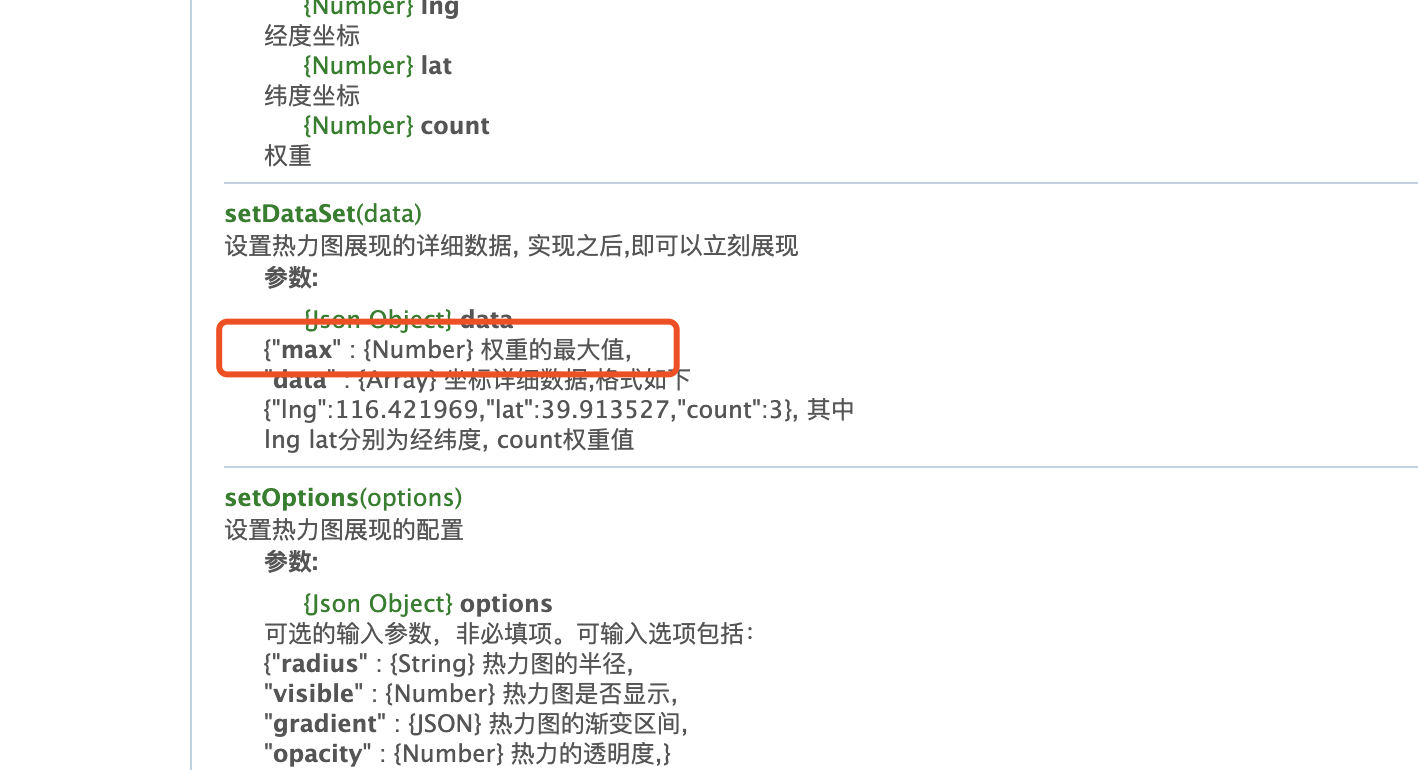 {Number} lng
经度坐标
{Number} lat
纬度坐标
{Number} count
权重
setDataSet(data)
设置热力图展现的详细数据, 实现之后,即可以立刻展现
参数:
{Json Object} data
{"max" : {Number} 权重的最大值,
"data" : {Array} 坐标详细数据,格式如下
{"lng":116.421969,"lat":39.913527,"count":3}, 其中
lng lat分别为经纬度, count权重值
setOptions(options)
设置热力图展现的配置
参数:
{Json Object} options
可选的输入参数，非必填项。可输入选项包括：
{"radius" : {String} 热力图的半径,
"visible" : {Number} 热力图是否显示,
"gradient" : {JSON} 热力图的渐变区间,
"opacity" : {Number} 热力的透明度,}